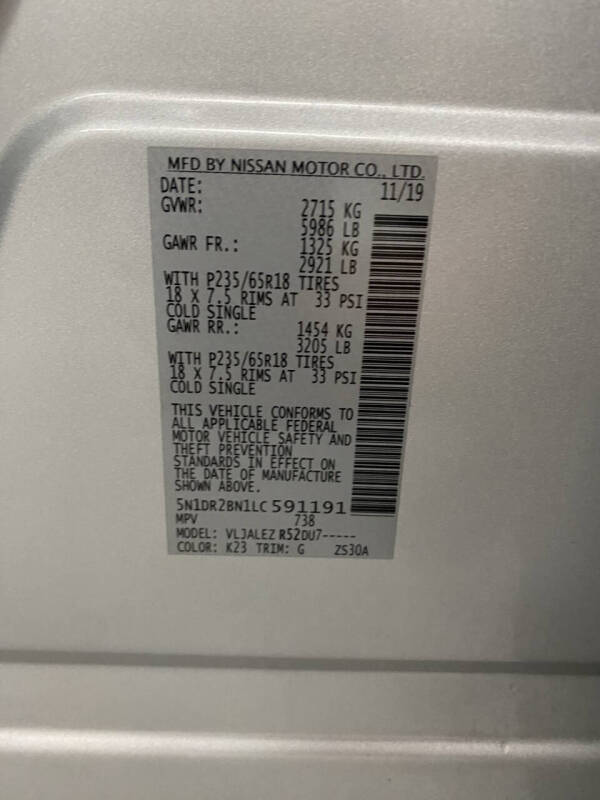 MFD BY NISSAN MOTOR CO., LTD.
DATE: 11/19
GVWR: 2715 KG
5986 LB
GAWR FR.: 1325 KG
2921 LB
WITH P235/65R18 TIRES
18 X 7.5 RIMS AT 33 PSI
COLD SINGLE
GAWR RR.: 1454 KG
3205 LB
WITH P235/65R18 TIRES
18 X 7.5 RIMS AT 33 PSI
COLD SINGLE
THIS VEHICLE CONFORMS TO
ALL APPLICABLE FEDERAL
MOTOR VEHICLE SAFETY AND
THEFT PREVENTION
STANDARDS IN EFFECT ON
THE DATE OF MANUFACTURE
SHOWN ABOVE.
5N1DR2BN1LC591191
MPV 738
MODEL: VLJALEZ R52DU7-----
COLOR: K23 TRIM: G ZS30A